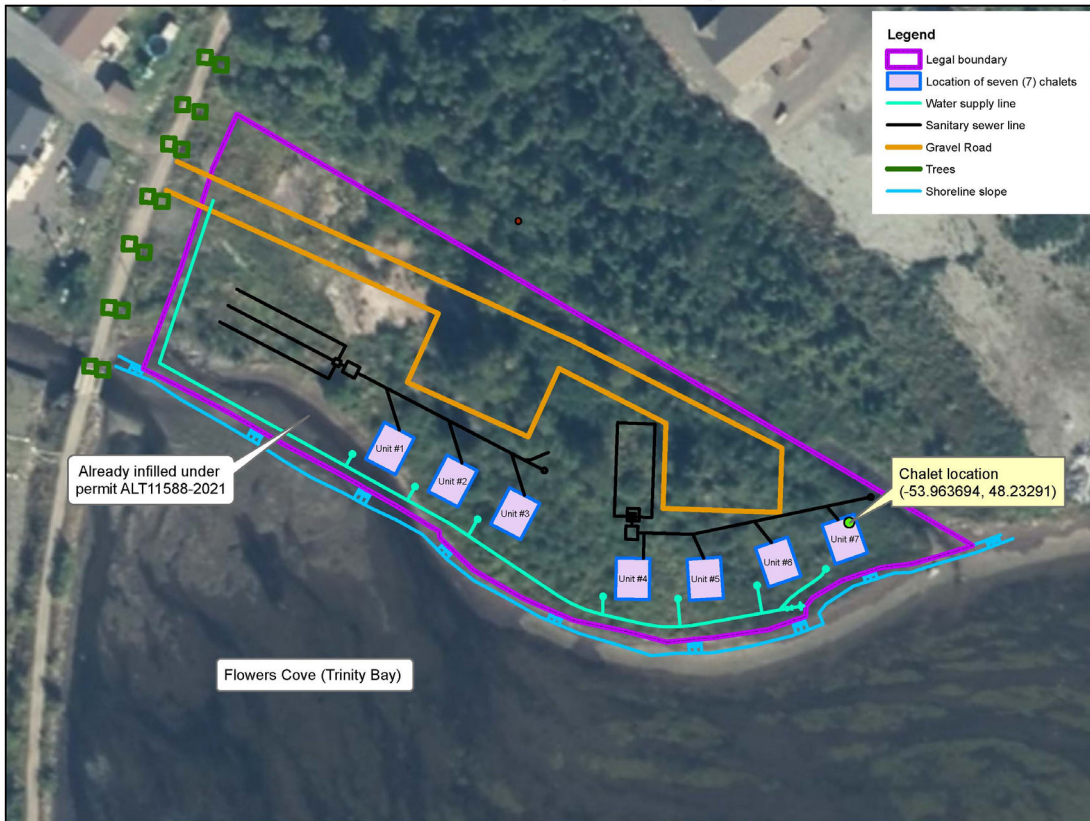 Legend
Legal boundary
Location of seven (7) chalets
Water supply line
Sanitary sewer line
Gravel Road
Trees
Shoreline slope
Already infilled under
permit ALT11588-2021
Unit #1
Unit #2
Unit #3
Chalet location
(-53.963694, 48.23291)
Unit #4
Unit #5
Unit #6
Unit #7
Flowers Cove (Trinity Bay)